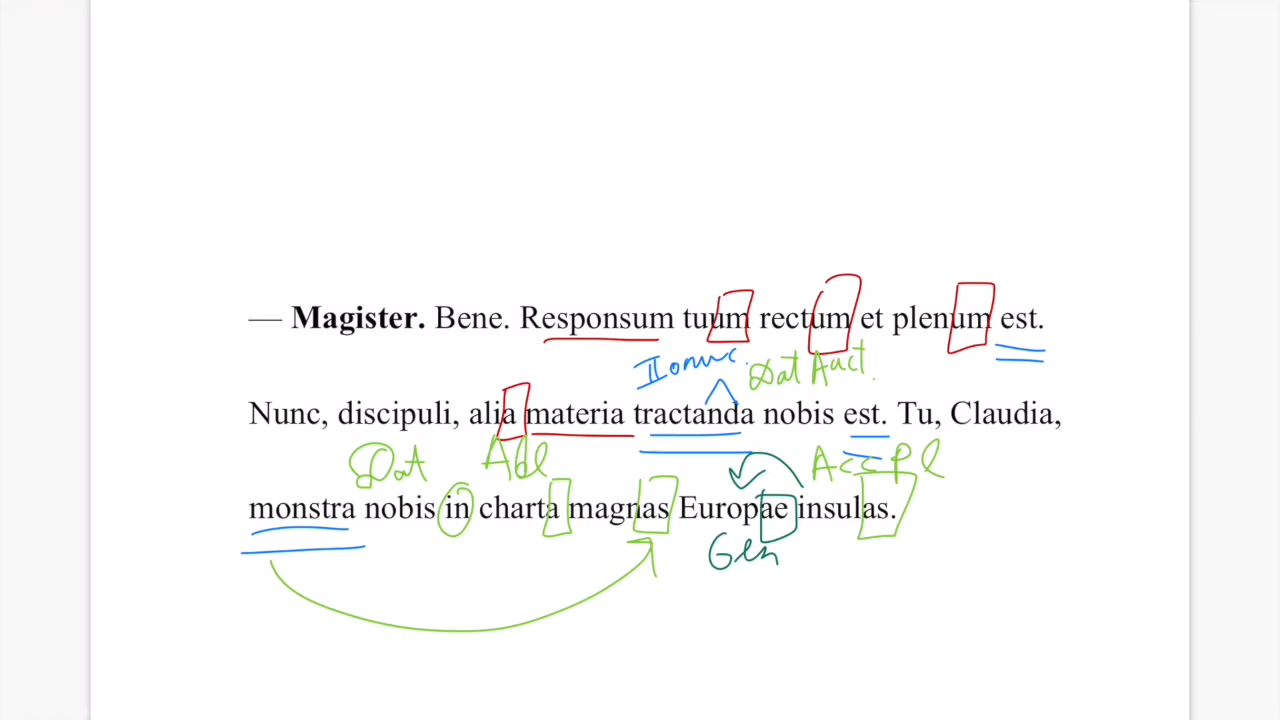 — Magister. Bene. Responsum tuum rectum et plenum est.
Dat Auct.
Nunc, discipuli, alia materia tractanda nobis est. Tu, Claudia,
Dat Abl Acc Pl
monstra nobis in charta magnas Europae insulas.
Gen